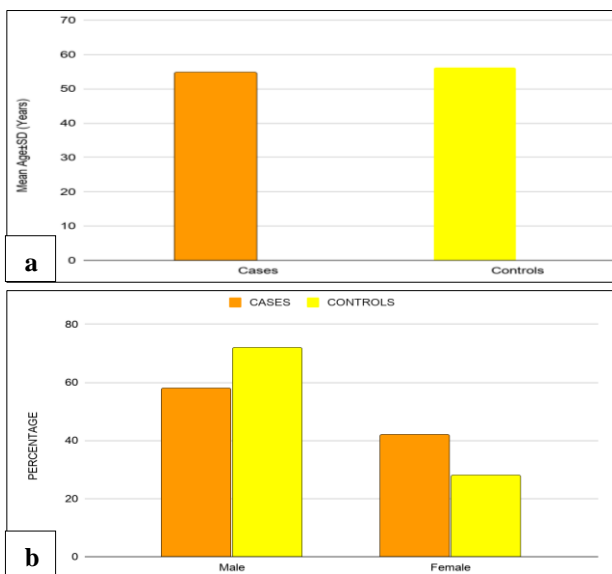 70
60
50
40
30
20
10
0
Mean Age±SD (Years)
Cases Controls
a
CASES CONTROLS
80
60
40
20
0
PERCENTAGE
Male Female
b